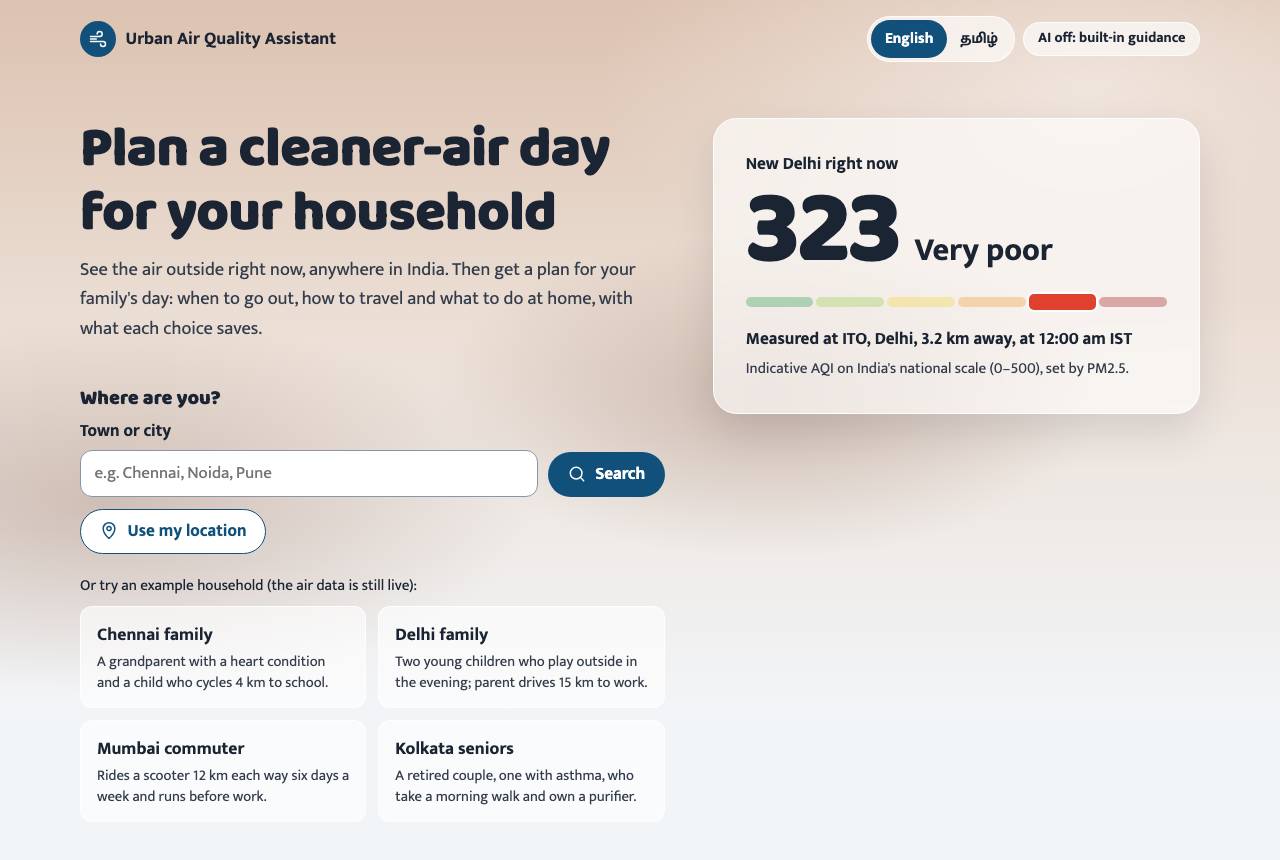 Urban Air Quality Assistant
English
தமிழ்
AI off: built-in guidance
Plan a cleaner-air day
for your household
See the air outside right now, anywhere in India. Then get a plan for your
family's day: when to go out, how to travel and what to do at home, with
what each choice saves.
Where are you?
Town or city
e.g. Chennai, Noida, Pune
Search
Use my location
Or try an example household (the air data is still live):
Chennai family
A grandparent with a heart condition
and a child who cycles 4 km to school.
Delhi family
Two young children who play outside in
the evening; parent drives 15 km to work.
Mumbai commuter
Rides a scooter 12 km each way six days a
week and runs before work.
Kolkata seniors
A retired couple, one with asthma, who
take a morning walk and own a purifier.
New Delhi right now
323 Very poor
Measured at ITO, Delhi, 3.2 km away, at 12:00 am IST
Indicative AQI on India's national scale (0–500), set by PM2.5.